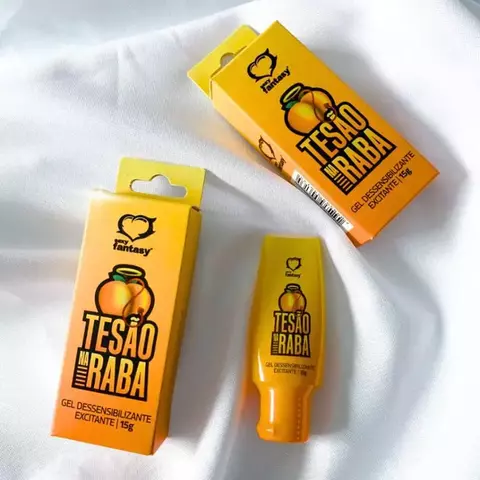 sexy
fantasy
TESÃO
NA RABA
GEL DESSENSIBILIZANTE
EXCITANTE | 15g
sexy
fantasy
TESÃO
NA RABA
GEL DESSENSIBILIZANTE
EXCITANTE | 15g
fantasy
TESÃO
NA RABA
GEL DESSENSIBILIZANTE
EXCITANTE